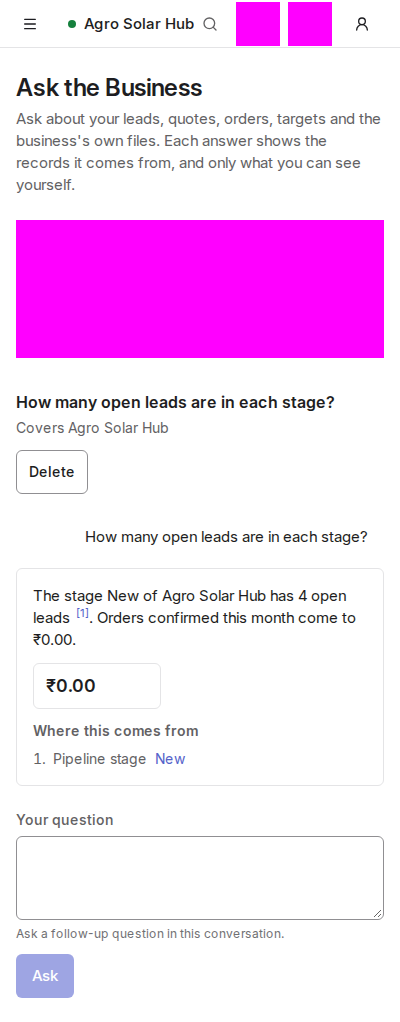 Agro Solar Hub
Ask the Business
Ask about your leads, quotes, orders, targets and the
business's own files. Each answer shows the
records it comes from, and only what you can see
yourself.
How many open leads are in each stage?
Covers Agro Solar Hub
Delete
How many open leads are in each stage?
The stage New of Agro Solar Hub has 4 open
leads [1]. Orders confirmed this month come to
₹0.00.
₹0.00
Where this comes from
1. Pipeline stage New
Your question
Ask a follow-up question in this conversation.
Ask